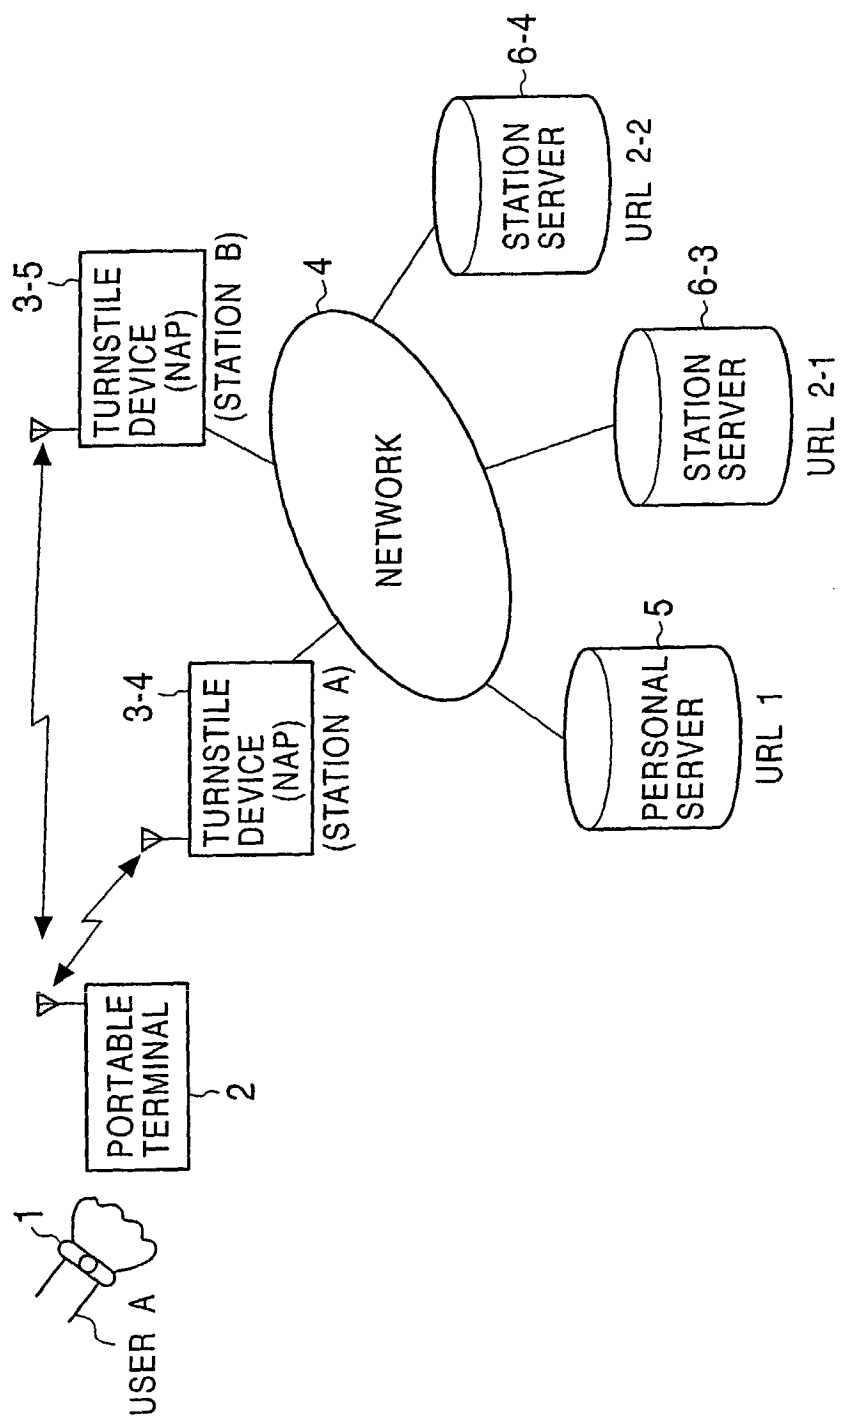 1
USER A
PORTABLE
TERMINAL
2
3-4
TURNSTILE
DEVICE
(NAP)
(STATION A)
3-5
TURNSTILE
DEVICE
(NAP)
(STATION B)
NETWORK
4
PERSONAL
SERVER
5
URL 1
STATION
SERVER
6-3
URL 2-1
STATION
SERVER
6-4
URL 2-2